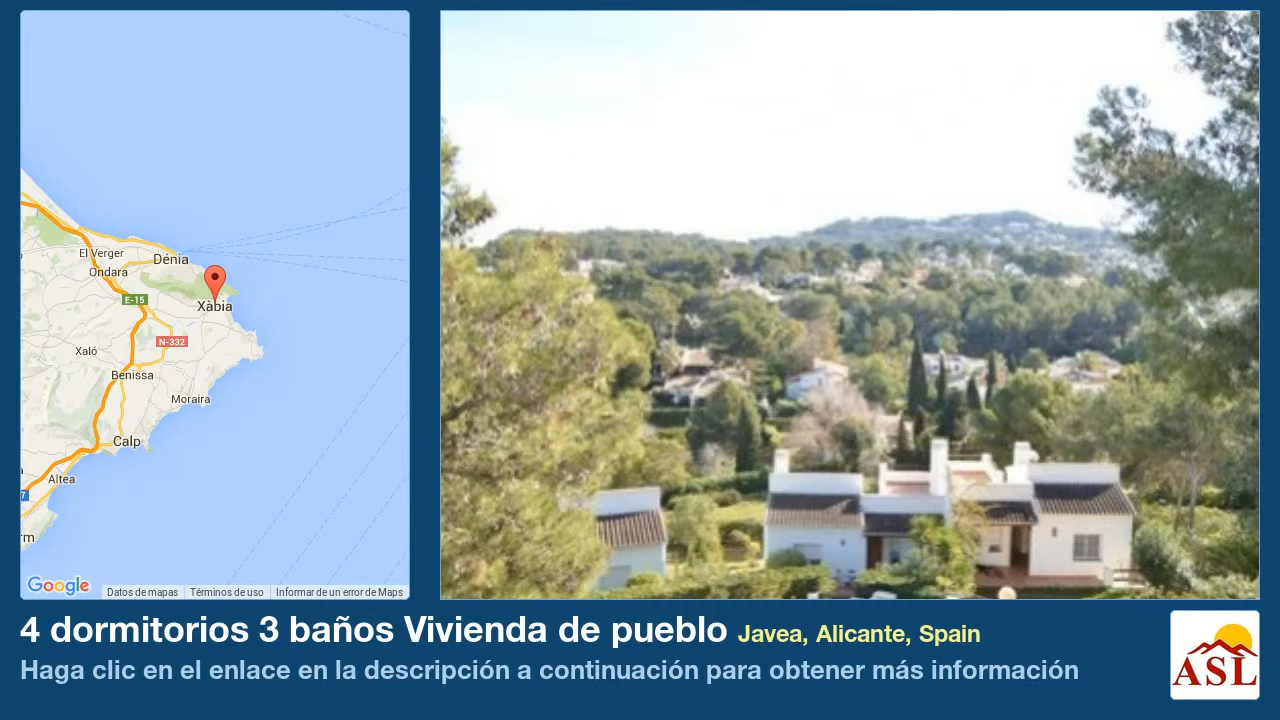 El Verger
Dénia
Ondara
E-15
Xàbia
N-332
Xaló
Benissa
Moraira
Calp
Altea
7
rm
Google
Datos de mapas
Términos de uso
Informar de un error de Maps
4 dormitorios 3 baños Vivienda de pueblo Javea, Alicante, Spain
Haga clic en el enlace en la descripción a continuación para obtener más información
ASL